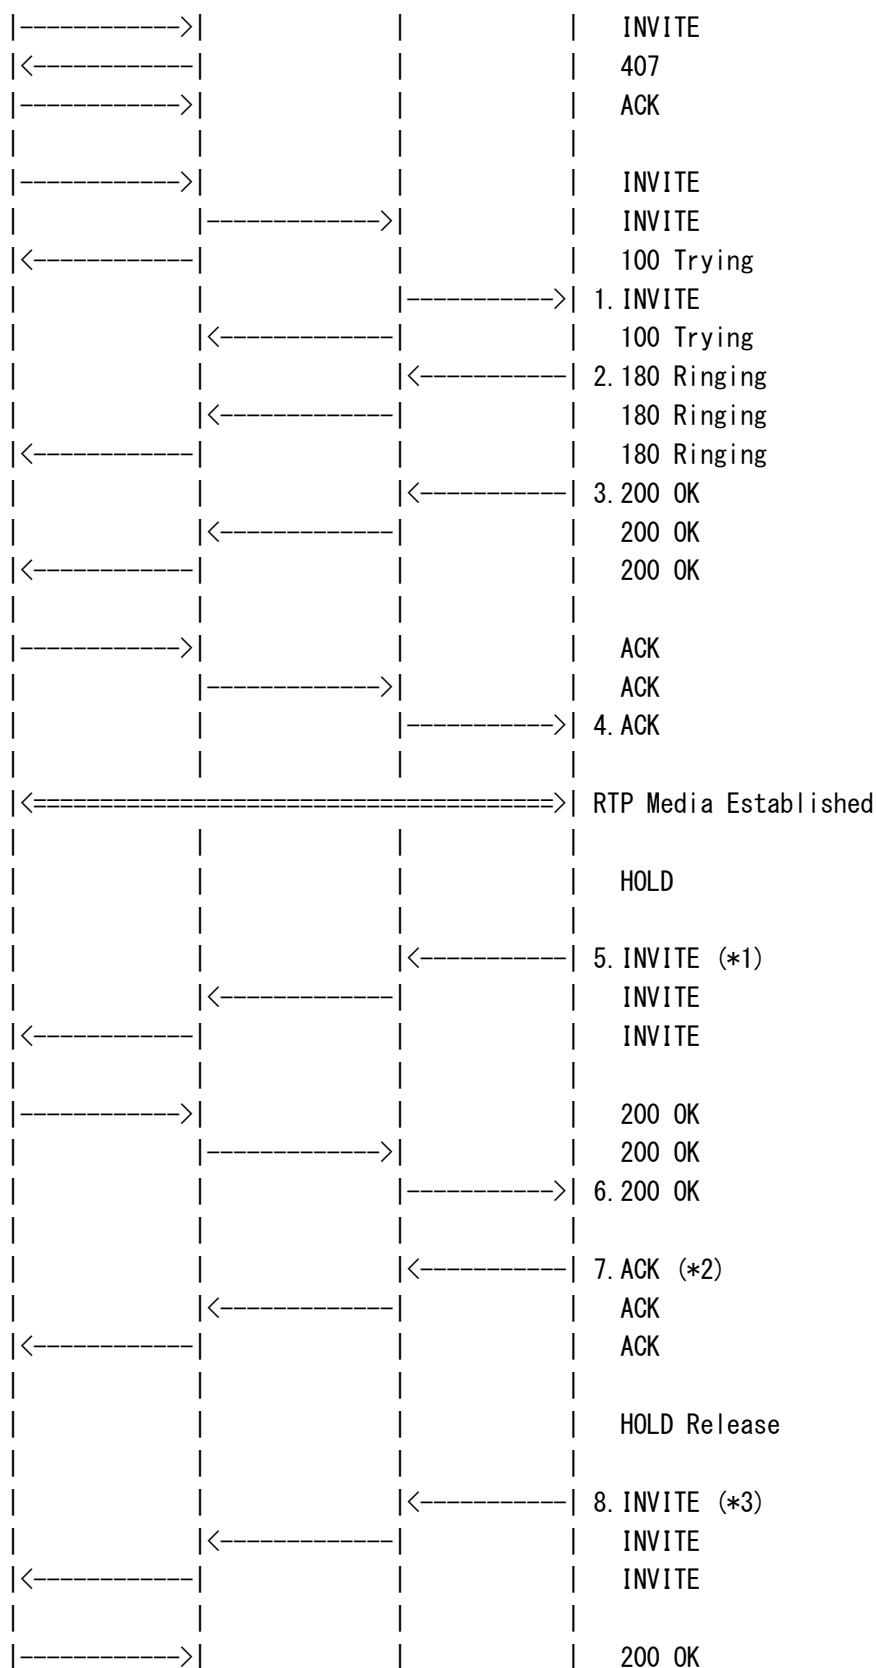 |------------>|              |            |   INVITE
|<------------|              |            |   407
|------------>|              |            |   ACK
|             |              |            |
|------------>|              |            |   INVITE
|             |------------->|            |   INVITE
|<------------|              |            |   100 Trying
|             |              |----------->| 1.INVITE
|             |<-------------|            |   100 Trying
|             |              |<-----------| 2.180 Ringing
|             |<-------------|            |   180 Ringing
|<------------|              |            |   180 Ringing
|             |              |<-----------| 3.200 OK
|             |<-------------|            |   200 OK
|<------------|              |            |   200 OK
|             |              |            |
|------------>|              |            |   ACK
|             |------------->|            |   ACK
|             |              |----------->| 4.ACK
|             |              |            |
|<=======================================>| RTP Media Established
|             |              |            |
|             |              |            |   HOLD
|             |              |            |
|             |              |<-----------| 5.INVITE (*1)
|             |<-------------|            |   INVITE
|<------------|              |            |   INVITE
|             |              |            |
|------------>|              |            |   200 OK
|             |------------->|            |   200 OK
|             |              |----------->| 6.200 OK
|             |              |            |
|             |              |<-----------| 7.ACK (*2)
|             |<-------------|            |   ACK
|<------------|              |            |   ACK
|             |              |            |
|             |              |            |   HOLD Release
|             |              |            |
|             |              |<-----------| 8.INVITE (*3)
|             |<-------------|            |   INVITE
|<------------|              |            |   INVITE
|             |              |            |
|------------>|              |            |   200 OK